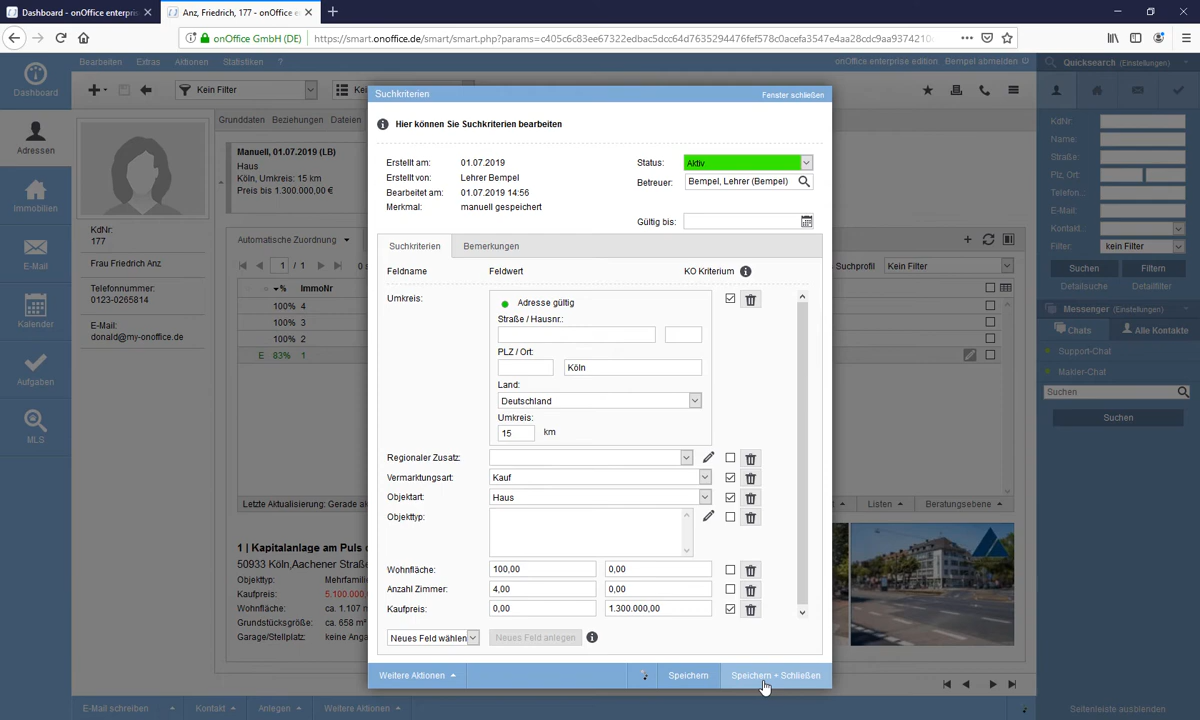 Dashboard - onOffice enterpris
Anz, Friedrich, 177 - onOffice e
onOffice GmbH (DE)
https://smart.onoffice.de/smart/smart.php?params=c405c6c83ee67322edbac5dcc64d7635294476fef578c0acefa3547e4aa28cdc9aa9374210
Dashboard
Bearbeiten Extras Aktionen Statistiken ?
onOffice enterprise edition Bempel abmelden
Quicksearch (Einstellungen)
Kein Filter
Adressen
Immobilien
E-Mail
Kalender
Aufgaben
MLS
Grunddaten Beziehungen Dateien
Manuell, 01.07.2019 (LB)
Haus
Köln, Umkreis: 15 km
Preis bis 1.300.000,00 €
KdNr:
177
Frau Friedrich Anz
Telefonnummer:
0123-0265814
E-Mail:
donald@my-onoffice.de
Automatische Zuordnung
1 / 1
% ImmoNr
100% 4
100% 3
100% 2
E 83% 1
Letzte Aktualisierung: Gerade
1 | Kapitalanlage am Puls
50933 Köln,Aachener Straße
Objekttyp: Mehrfamilie
Kaufpreis: 5.100.000,
Wohnfläche: ca. 1.107
Grundstücksgröße: ca. 658 m²
Garage/Stellplatz: keine
Suchkriterien
Fenster schließen
Hier können Sie Suchkriterien bearbeiten
Erstellt am: 01.07.2019
Erstellt von: Lehrer Bempel
Bearbeitet am: 01.07.2019 14:56
Merkmal: manuell gespeichert
Status: Aktiv
Betreuer: Bempel, Lehrer (Bempel)
Gültig bis:
Suchkriterien Bemerkungen
Feldname Feldwert KO Kriterium
Umkreis:
Adresse gültig
Straße / Hausnr.:
PLZ / Ort:
Köln
Land:
Deutschland
Umkreis:
15 km
Regionaler Zusatz:
Vermarktungsart: Kauf
Objektart: Haus
Objekttyp:
Wohnfläche: 100,00 0,00
Anzahl Zimmer: 4,00 0,00
Kaufpreis: 0,00 1.300.000,00
Neues Feld wählen Neues Feld anlegen
Weitere Aktionen Speichern Speichern + Schließen
Suchprofil Kein Filter
Listen Beratungsebene
KdNr:
Name:
Straße:
Plz, Ort:
Telefon.
E-Mail:
Kontakt.
Filter: kein Filter
Suchen Filtern
Detailsuche Detailfilter
Messenger (Einstellungen)
Chats Alle Kontakte
Support-Chat
Makler-Chat
Suchen
Suchen
E-Mail schreiben Kontakt Anlegen Weitere Aktionen
Seitenleiste ausblenden